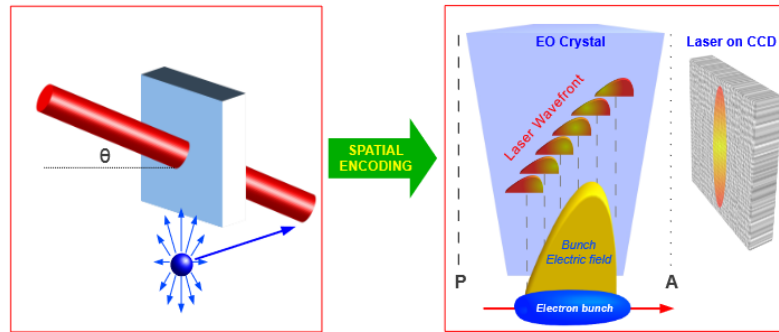 θ
SPATIAL
ENCODING
EO Crystal
Laser on CCD
Laser Wavefront
Bunch
Electric field
P
A
Electron bunch